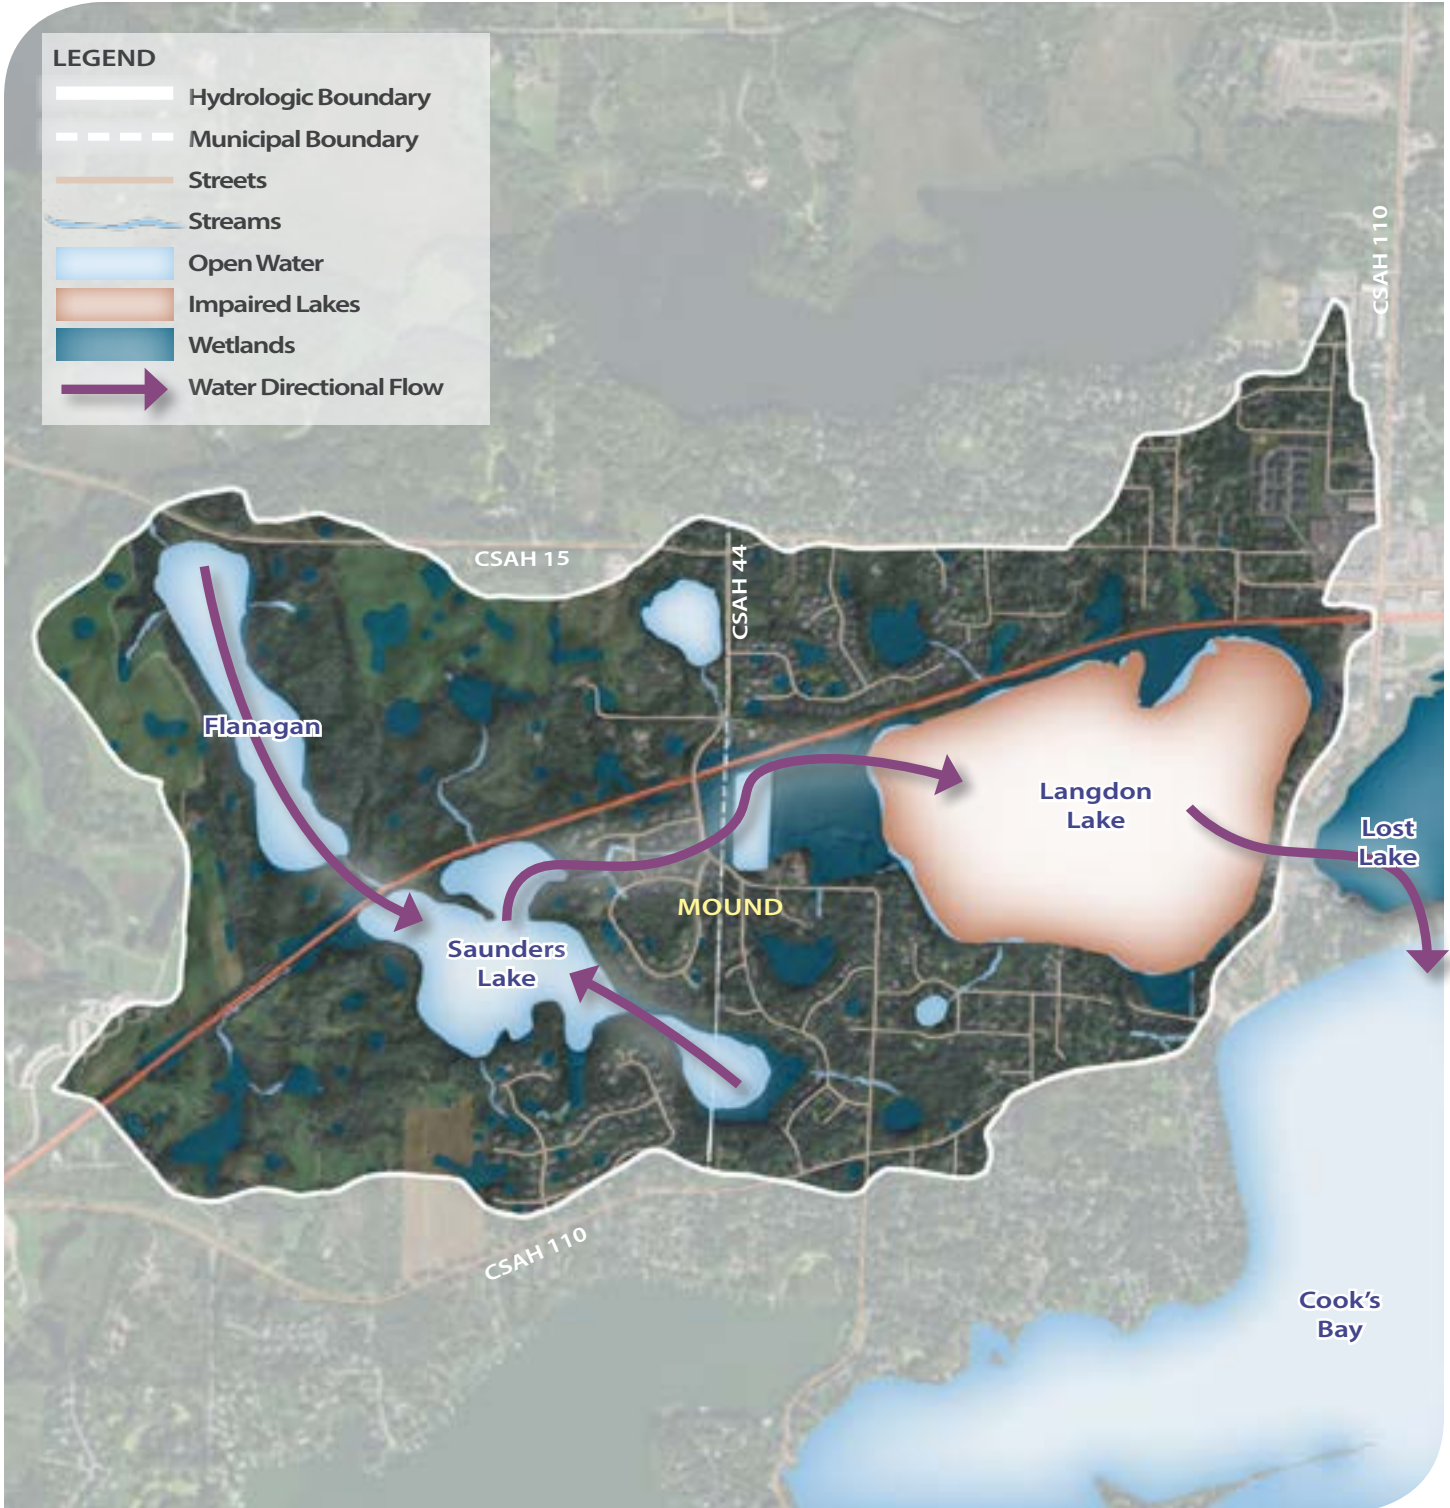 LEGEND
Hydrologic Boundary
Municipal Boundary
Streets
Streams
Open Water
Impaired Lakes
Wetlands
Water Directional Flow
CSAH 110
CSAH 15
CSAH 44
Flanagan
Langdon
Lake
Lost
Lake
MOUND
Saunders
Lake
CSAH 110
Cook's
Bay